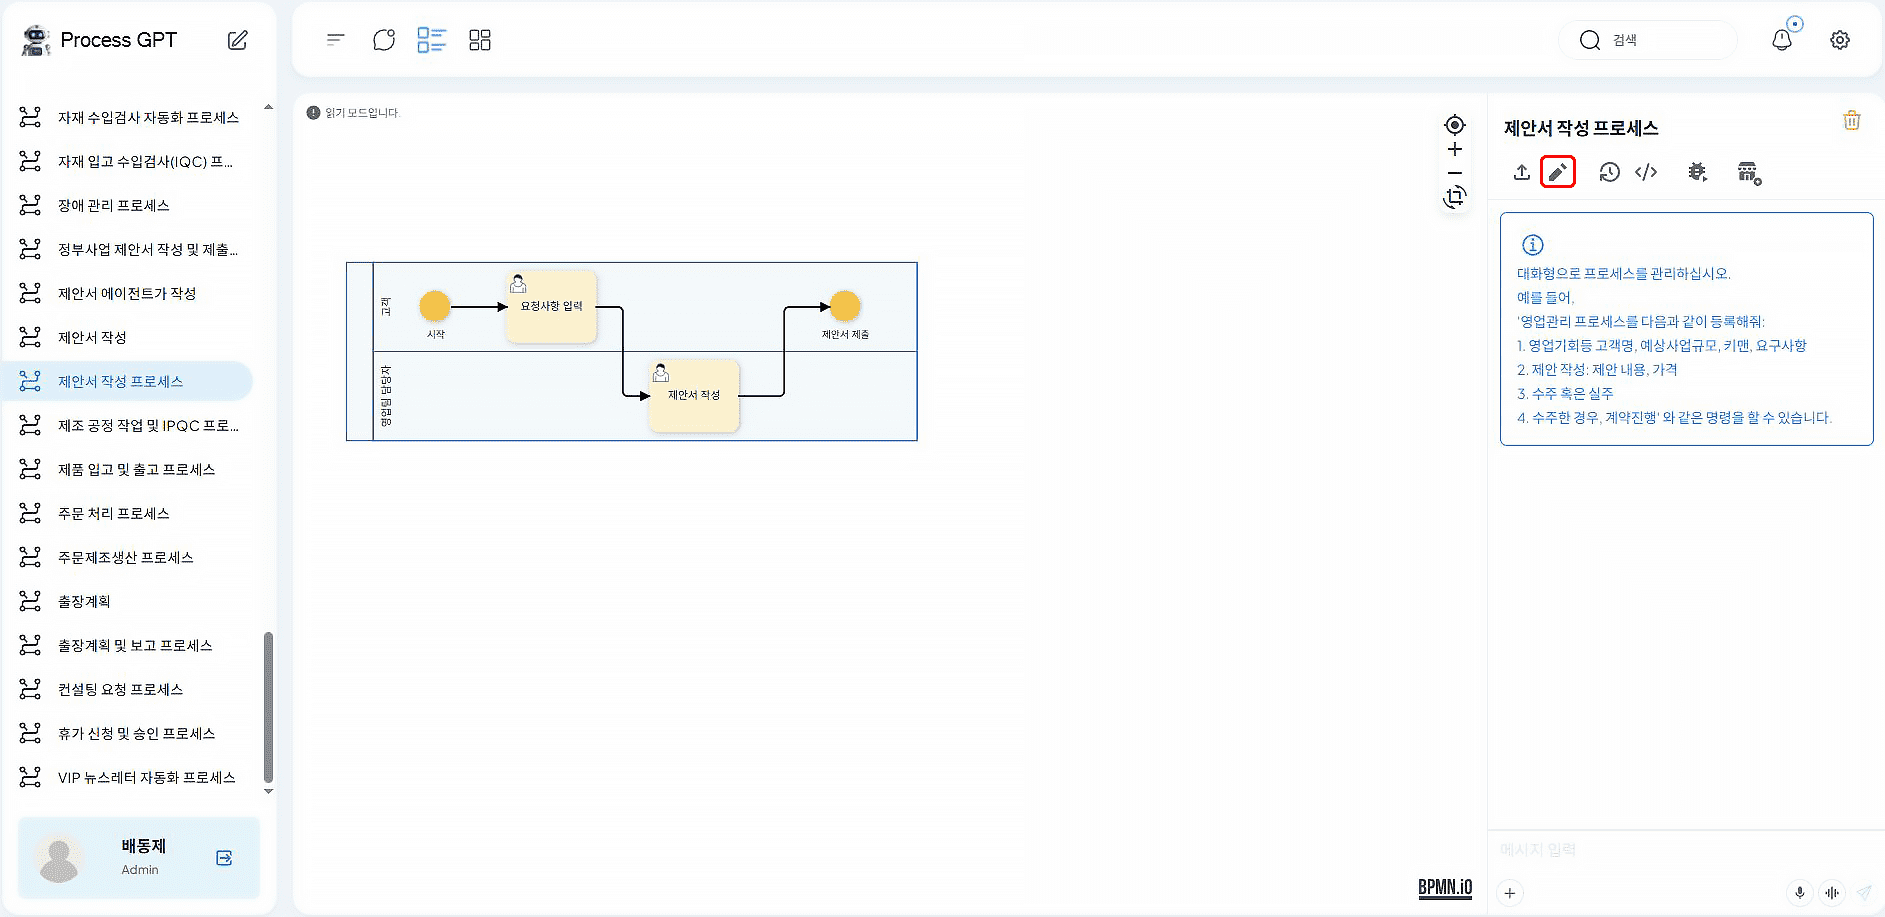 Process GPT
검색
자재 수입검사 자동화 프로세스
자재 입고 수입검사(IQC) 프...
장애 관리 프로세스
정부사업 제안서 작성 및 제출...
제안서 에이전트가 작성
제안서 작성
제안서 작성 프로세스
제조 공정 작업 및 IPQC 프로...
제품 입고 및 출고 프로세스
주문 처리 프로세스
주문제조생산 프로세스
출장계획
출장계획 및 보고 프로세스
컨설팅 요청 프로세스
휴가 신청 및 승인 프로세스
VIP 뉴스레터 자동화 프로세스
배동제
Admin
읽기 모드입니다.
고객
시작
요청사항 입력
제안서 제출
영업팀 담당자
제안서 작성
BPMN.iO
제안서 작성 프로세스
대화형으로 프로세스를 관리하십시오.
예를 들어,
'영업관리 프로세스를 다음과 같이 등록해줘:
1. 영업기회등 고객명, 예상사업규모, 키맨, 요구사항
2. 제안 작성: 제안 내용, 가격
3. 수주 혹은 실주
4. 수주한 경우, 계약진행' 와 같은 명령을 할 수 있습니다.
메시지 입력